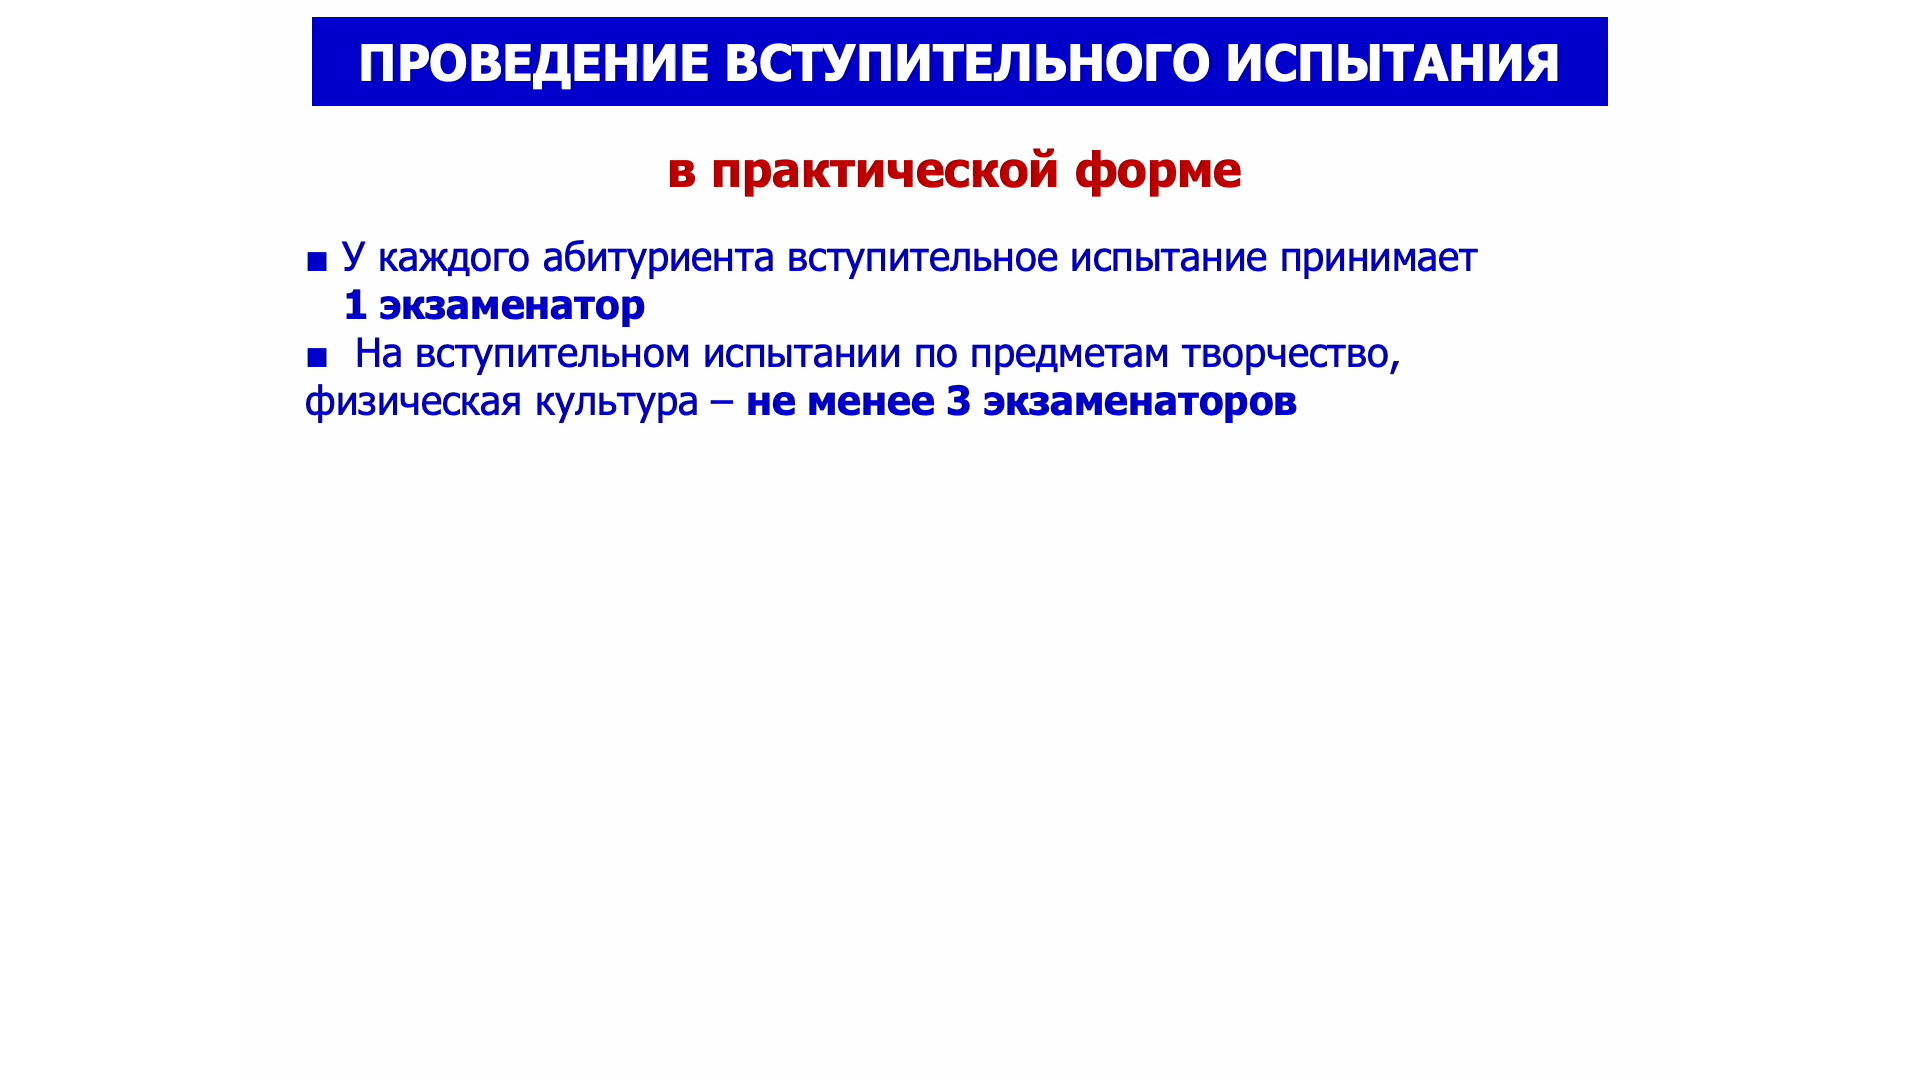 ПРОВЕДЕНИЕ ВСТУПИТЕЛЬНОГО ИСПЫТАНИЯ
в практической форме
■ У каждого абитуриента вступительное испытание принимает
1 экзаменатор
■ На вступительном испытании по предметам творчество,
физическая культура – не менее 3 экзаменаторов